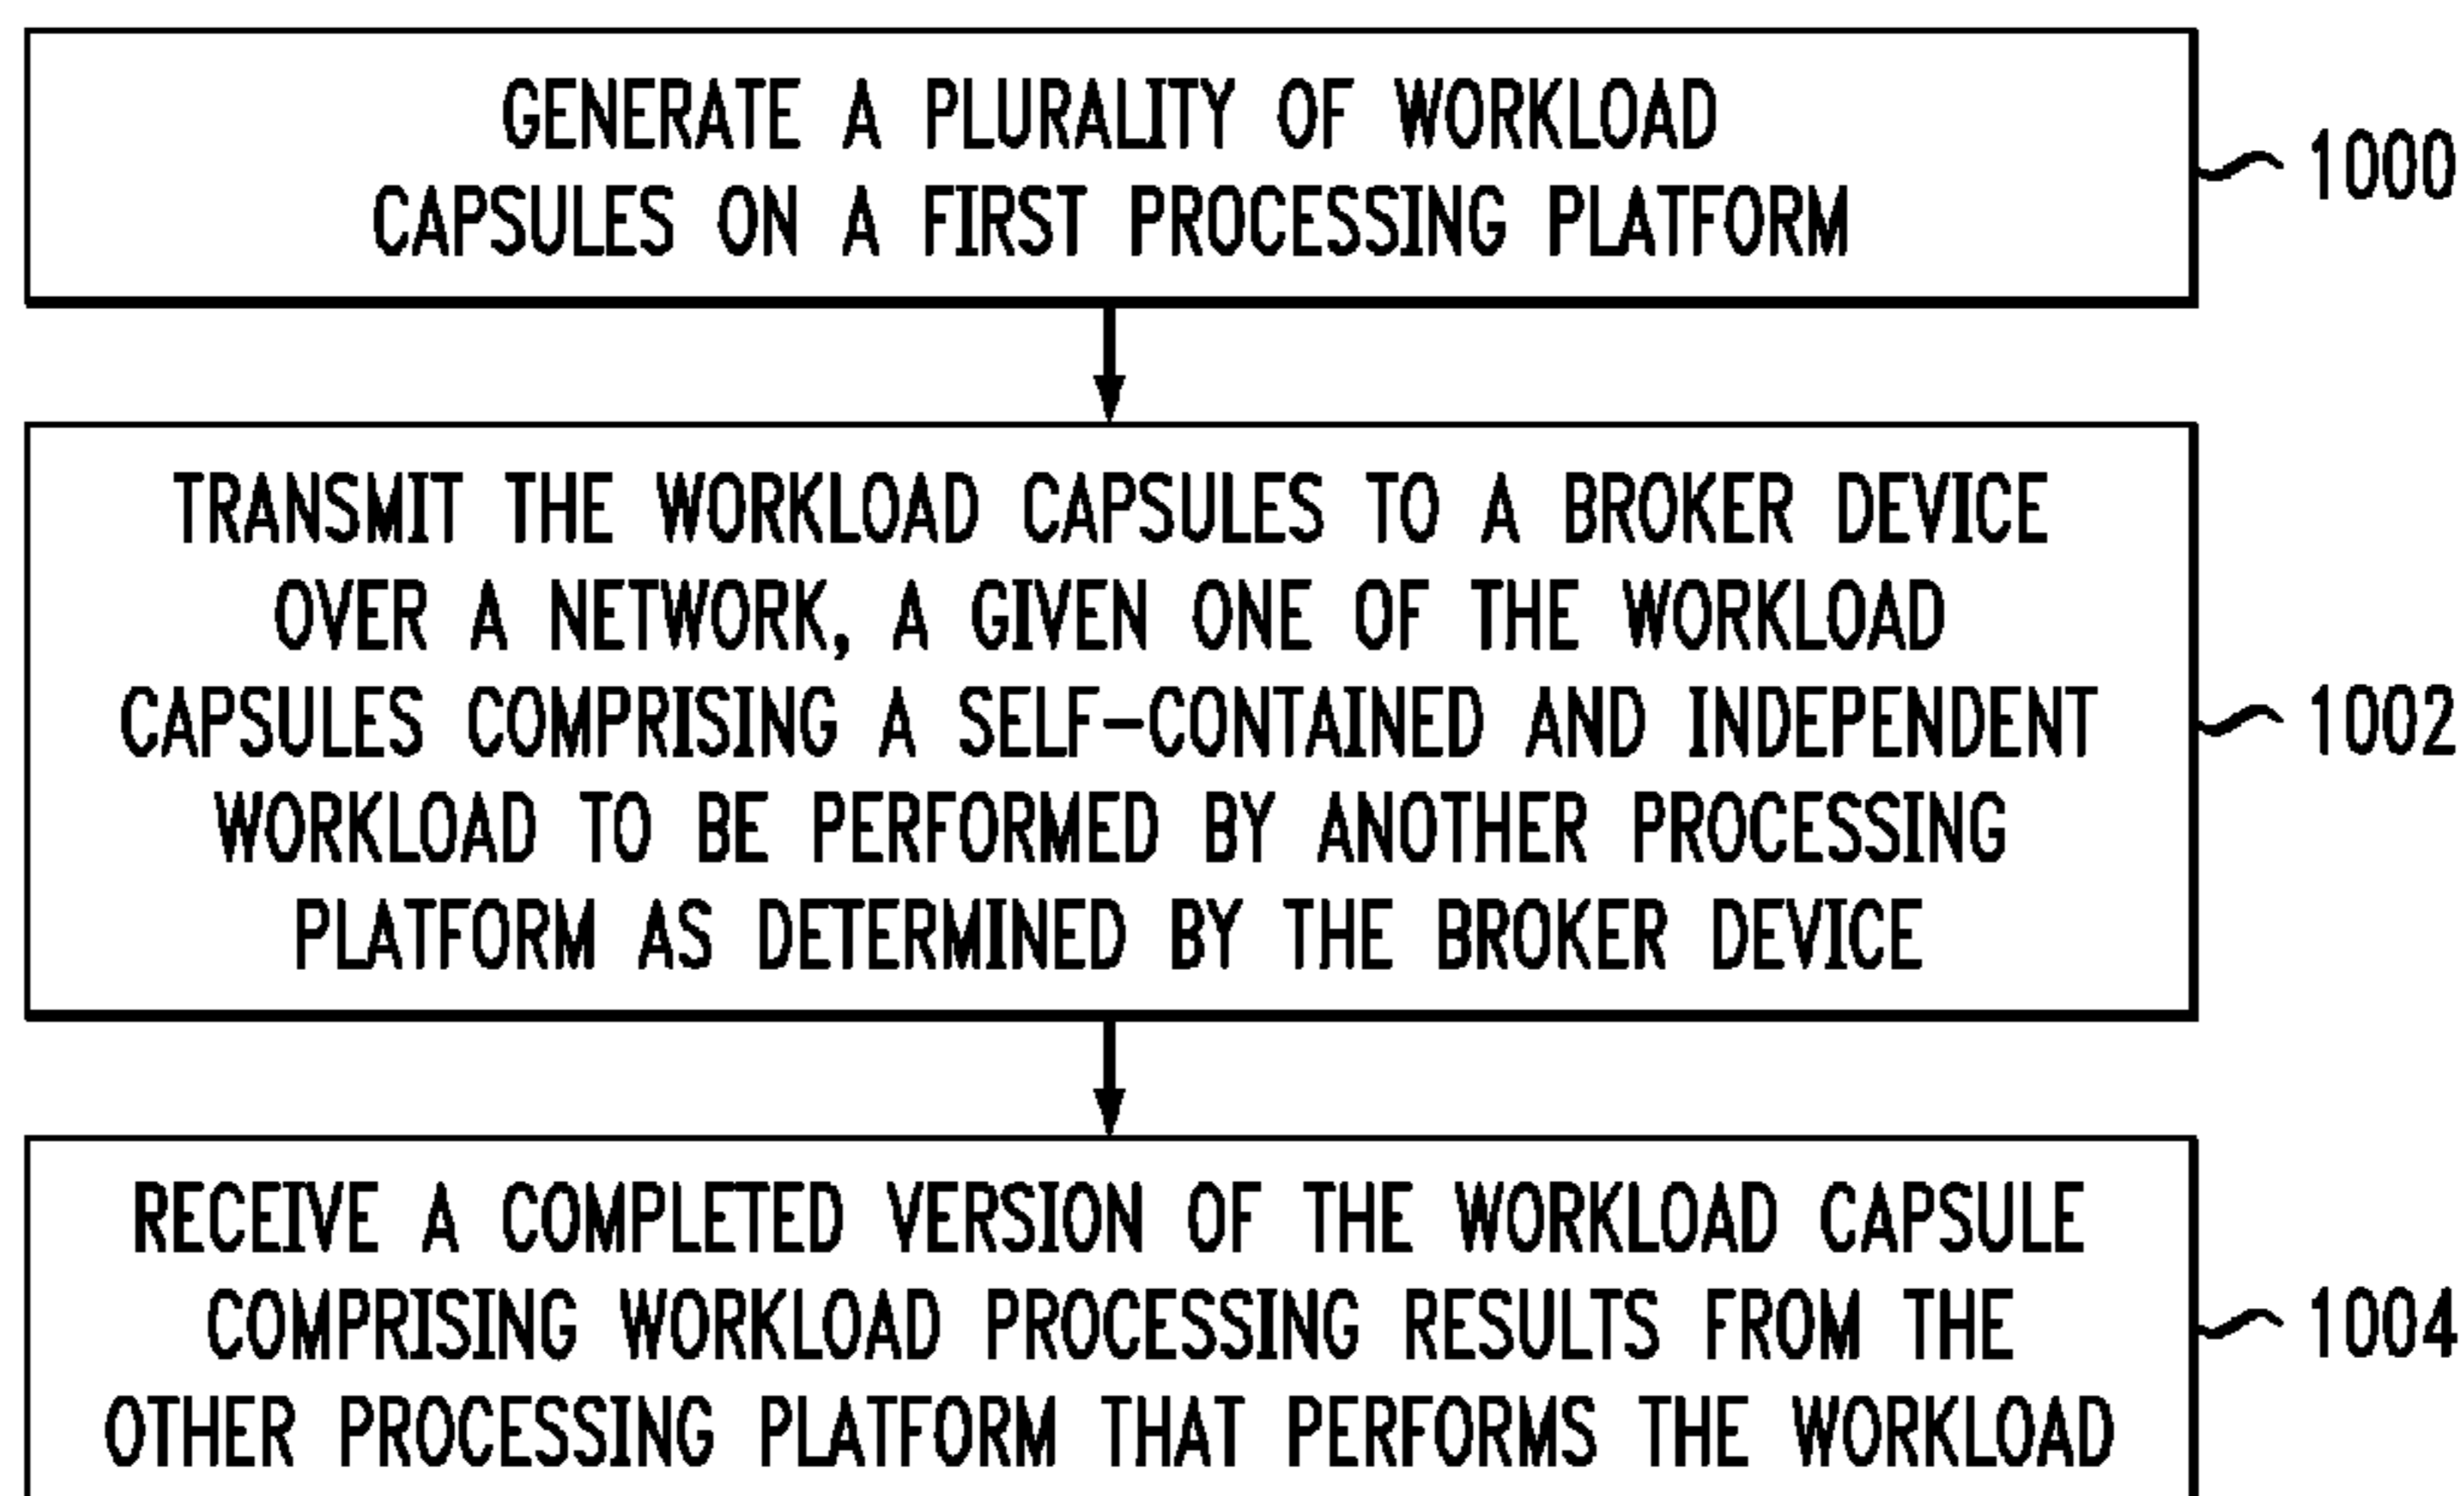 GENERATE A PLURALITY OF WORKLOAD
CAPSULES ON A FIRST PROCESSING PLATFORM
1000
TRANSMIT THE WORKLOAD CAPSULES TO A BROKER DEVICE
OVER A NETWORK, A GIVEN ONE OF THE WORKLOAD
CAPSULES COMPRISING A SELF-CONTAINED AND INDEPENDENT
WORKLOAD TO BE PERFORMED BY ANOTHER PROCESSING
PLATFORM AS DETERMINED BY THE BROKER DEVICE
1002
RECEIVE A COMPLETED VERSION OF THE WORKLOAD CAPSULE
COMPRISING WORKLOAD PROCESSING RESULTS FROM THE
OTHER PROCESSING PLATFORM THAT PERFORMS THE WORKLOAD
1004